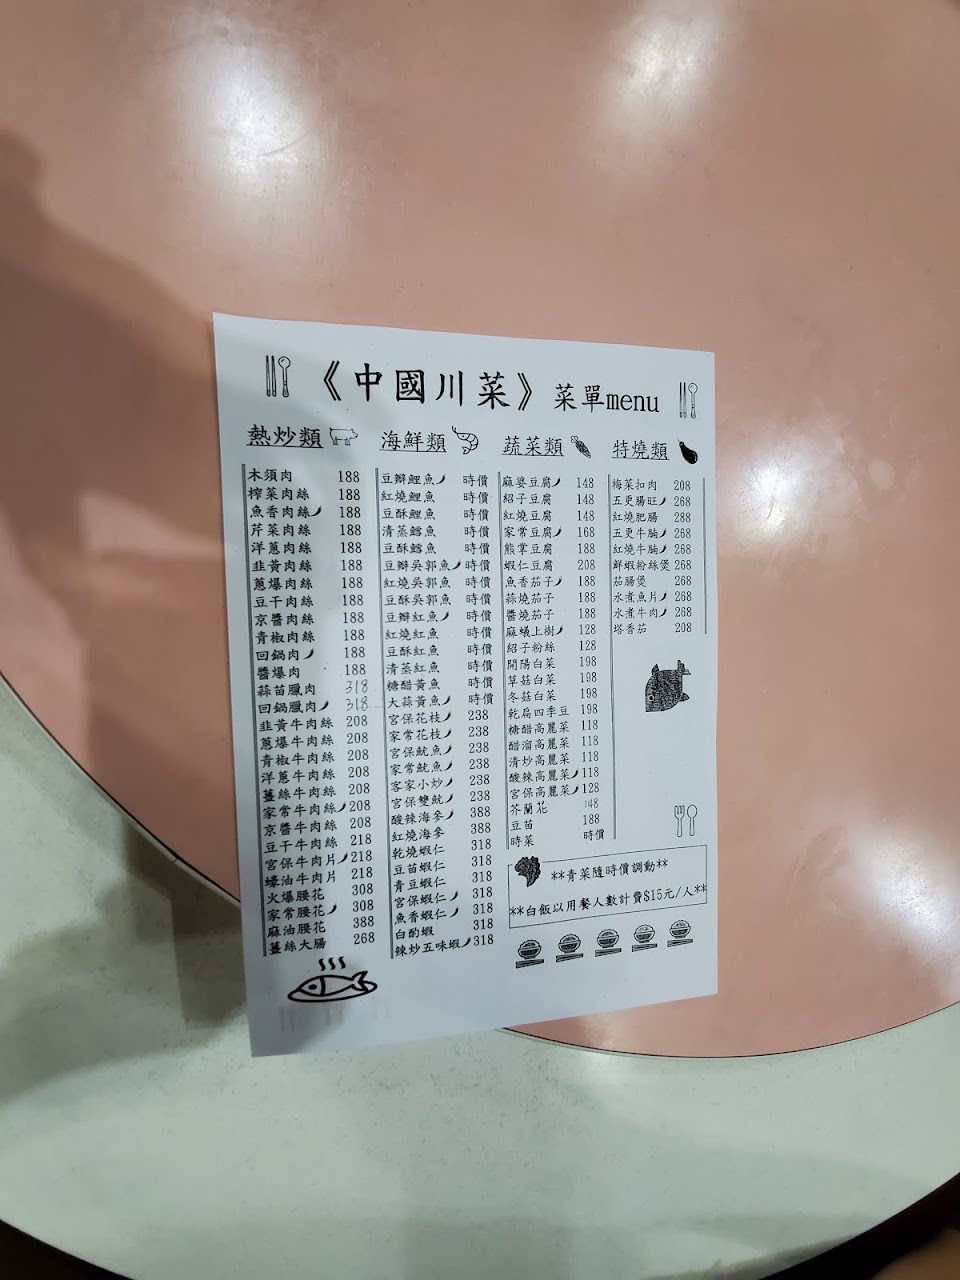 《中國川菜》菜單menu
熱炒類
木須肉 188
榨菜肉絲 188
魚香肉絲 188
芹菜肉絲 188
洋蔥肉絲 188
韭黃肉絲 188
蔥爆肉絲 188
豆干肉絲 188
京醬肉絲 188
青椒肉絲 188
回鍋肉 188
醬爆肉 188
蒜苗臘肉 318
回鍋臘肉 318
韭黃牛肉絲 208
蔥爆牛肉絲 208
青椒牛肉絲 208
洋蔥牛肉絲 208
薑絲牛肉絲 208
家常牛肉絲 208
京醬牛肉絲 208
豆干牛肉絲 218
宮保牛肉片 218
蠔油牛肉片 218
火爆腰花 308
家常腰花 308
麻油腰花 388
薑絲大腸 268
海鮮類
豆瓣鯉魚 時價
紅燒鯉魚 時價
豆酥鯉魚 時價
清蒸鱈魚 時價
豆酥鱈魚 時價
豆瓣吳郭魚 時價
紅燒吳郭魚 時價
豆酥吳郭魚 時價
豆瓣紅魚 時價
紅燒紅魚 時價
豆酥紅魚 時價
清蒸紅魚 時價
糖醋黃魚 時價
大蒜黃魚 時價
宮保花枝 238
家常花枝 238
宮保魷魚 238
家常魷魚 238
客家小炒 238
宮保雙魷 238
酸辣海參 388
紅燒海參 388
乾燒蝦仁 318
豆苗蝦仁 318
青豆蝦仁 318
宮保蝦仁 318
魚香蝦仁 318
白酌蝦 318
辣炒五味蝦 318
蔬菜類
麻婆豆腐 148
紹子豆腐 148
紅燒豆腐 148
家常豆腐 168
熊掌豆腐 188
蝦仁豆腐 208
魚香茄子 188
蒜燒茄子 188
醬燒茄子 188
麻蟻上樹 128
紹子粉絲 128
開陽白菜 198
草菇白菜 198
冬菇白菜 198
乾扁四季豆 198
糖醋高麗菜 118
醋溜高麗菜 118
清炒高麗菜 118
酸辣高麗菜 118
宮保高麗菜 128
芥蘭花 148
豆苗 188
時菜 時價
特燒類
梅菜扣肉 208
五更腸旺 268
紅燒肥腸 288
五更牛腩 268
紅燒牛腩 268
鮮蝦粉絲煲 268
茄腸煲 268
水煮魚片 268
水煮牛肉 268
塔香茄 208
**青菜隨時價調動**
**白飯以用餐人數計費$15元/人**